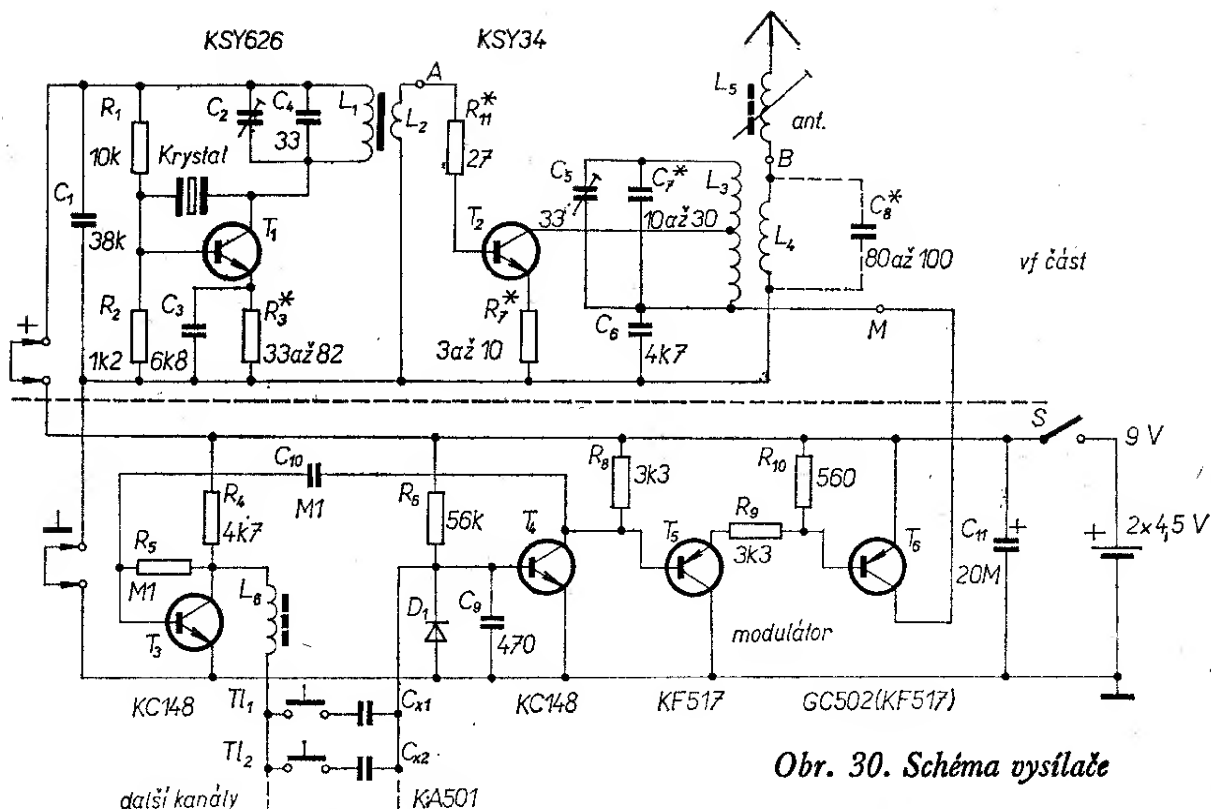 KSY626
KSY34
R₁
10k
Krystal
C₂
C₄
33
L₁
L₂
A
R₁₁*
27
C₁
38k
T₁
R₂
1k2
C₃
6k8
R₃*
33až82
T₂
R₇*
3až10
C₅
33
C₇*
10až30
L₃
C₆
4k7
L₅
ant.
B
L₄
C₈*
80až100
vf část
M
+
S
9 V
C₁₀
M1
R₄
4k7
R₅
M1
T₃
L₆
R₆
56k
D₁
C₉
470
T₄
R₈
3k3
T₅
R₉
3k3
R₁₀
560
T₆
C₁₁
+
20M
+
2x4,5 V
modulátor
KC148
Tl₁
Cx1
KC148
KF517
GC502(KF517)
Tl₂
Cx2
další kanály
KA501
Obr. 30. Schéma vysílače